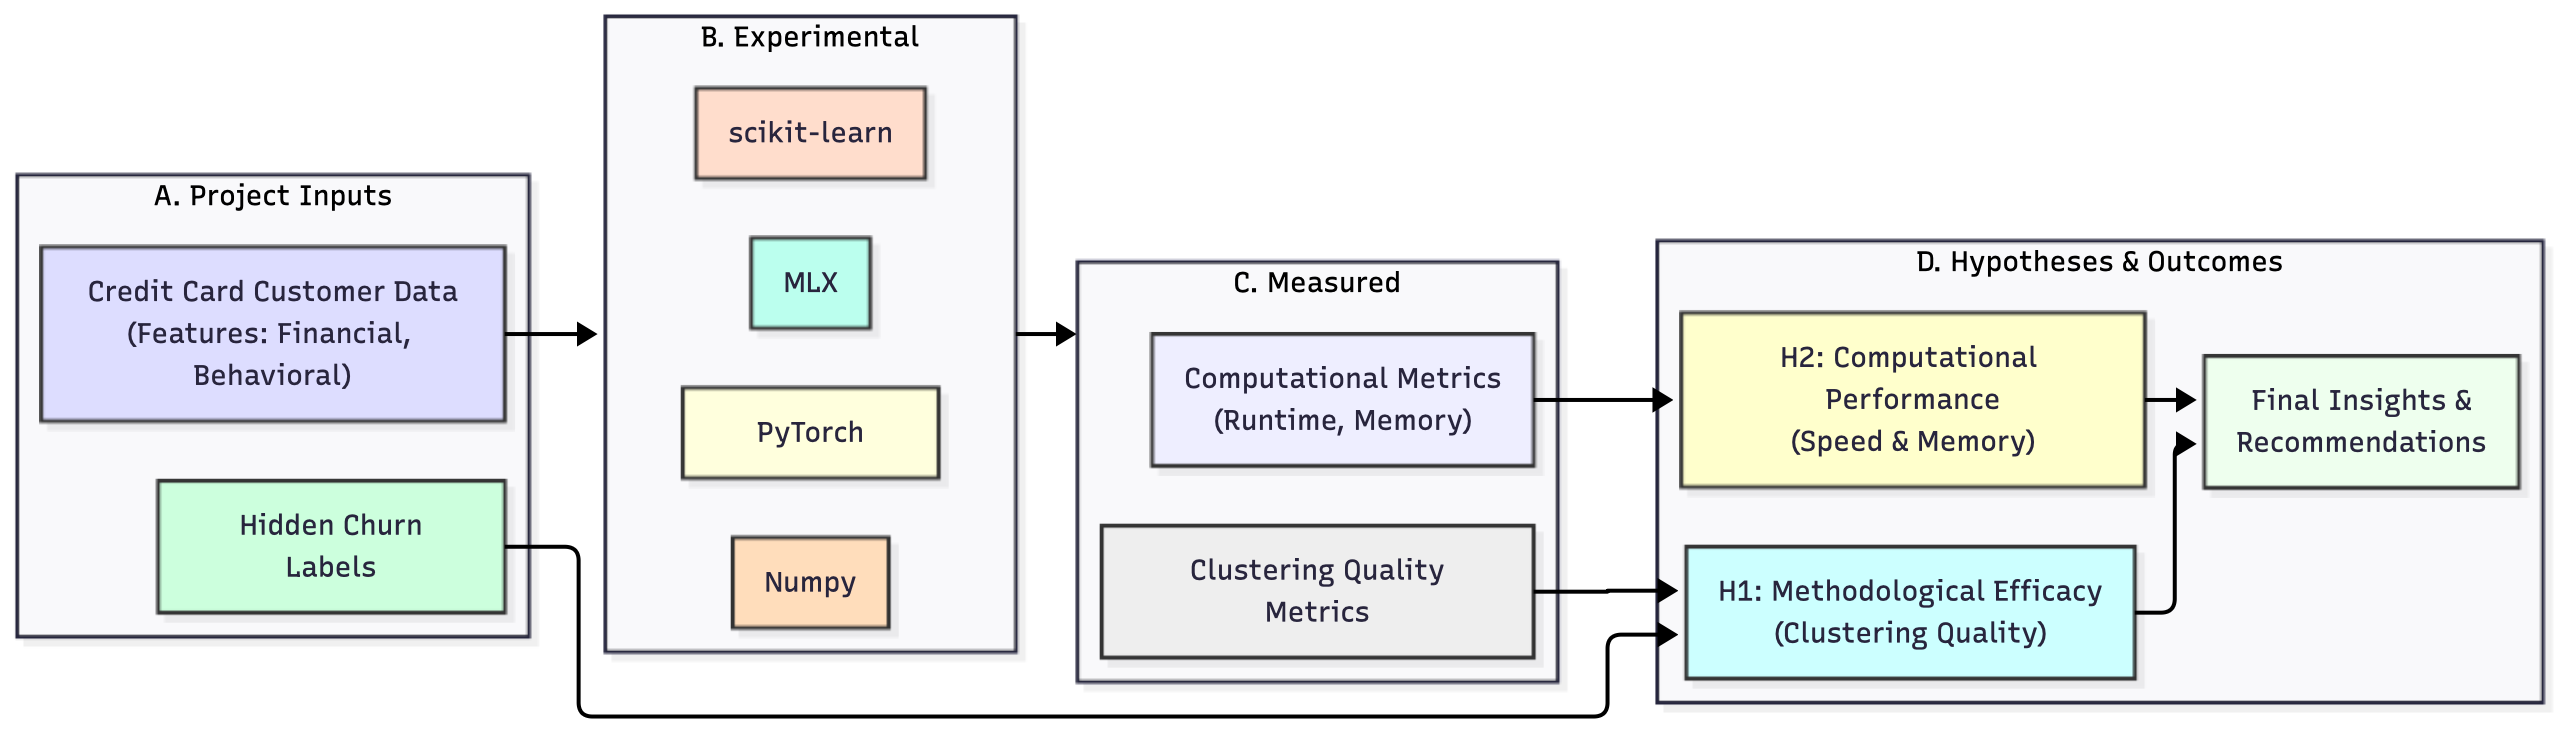 A. Project Inputs
Credit Card Customer Data
(Features: Financial,
Behavioral)
Hidden Churn
Labels
B. Experimental
scikit-learn
MLX
PyTorch
Numpy
C. Measured
Computational Metrics
(Runtime, Memory)
Clustering Quality
Metrics
D. Hypotheses & Outcomes
H2: Computational
Performance
(Speed & Memory)
H1: Methodological Efficacy
(Clustering Quality)
Final Insights &
Recommendations